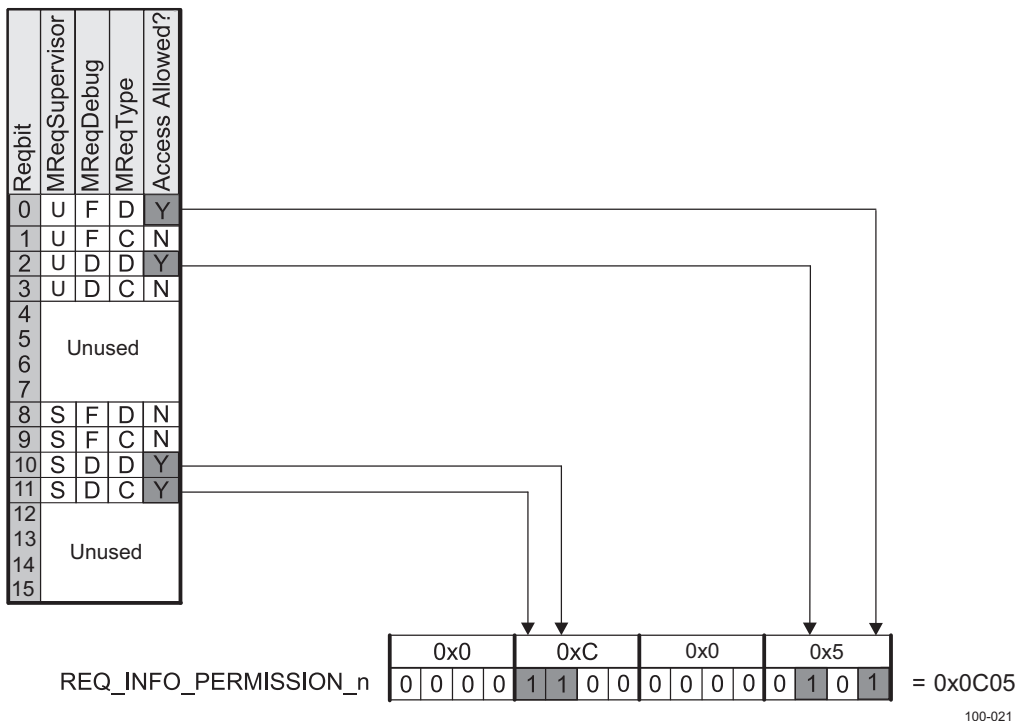 Reqbit MReqSupervisor MReqDebug MReqType Access Allowed?
0 U F D Y
1 U F C N
2 U D D Y
3 U D C N
4
5
Unused
6
7
8 S F D N
9 S F C N
10 S D D Y
11 S D C Y
12
13
Unused
14
15
0x0 0xC 0x0 0x5
REQ_INFO_PERMISSION_n 0 0 0 0 1 1 0 0 0 0 0 0 0 1 0 1 = 0x0C05
100-021